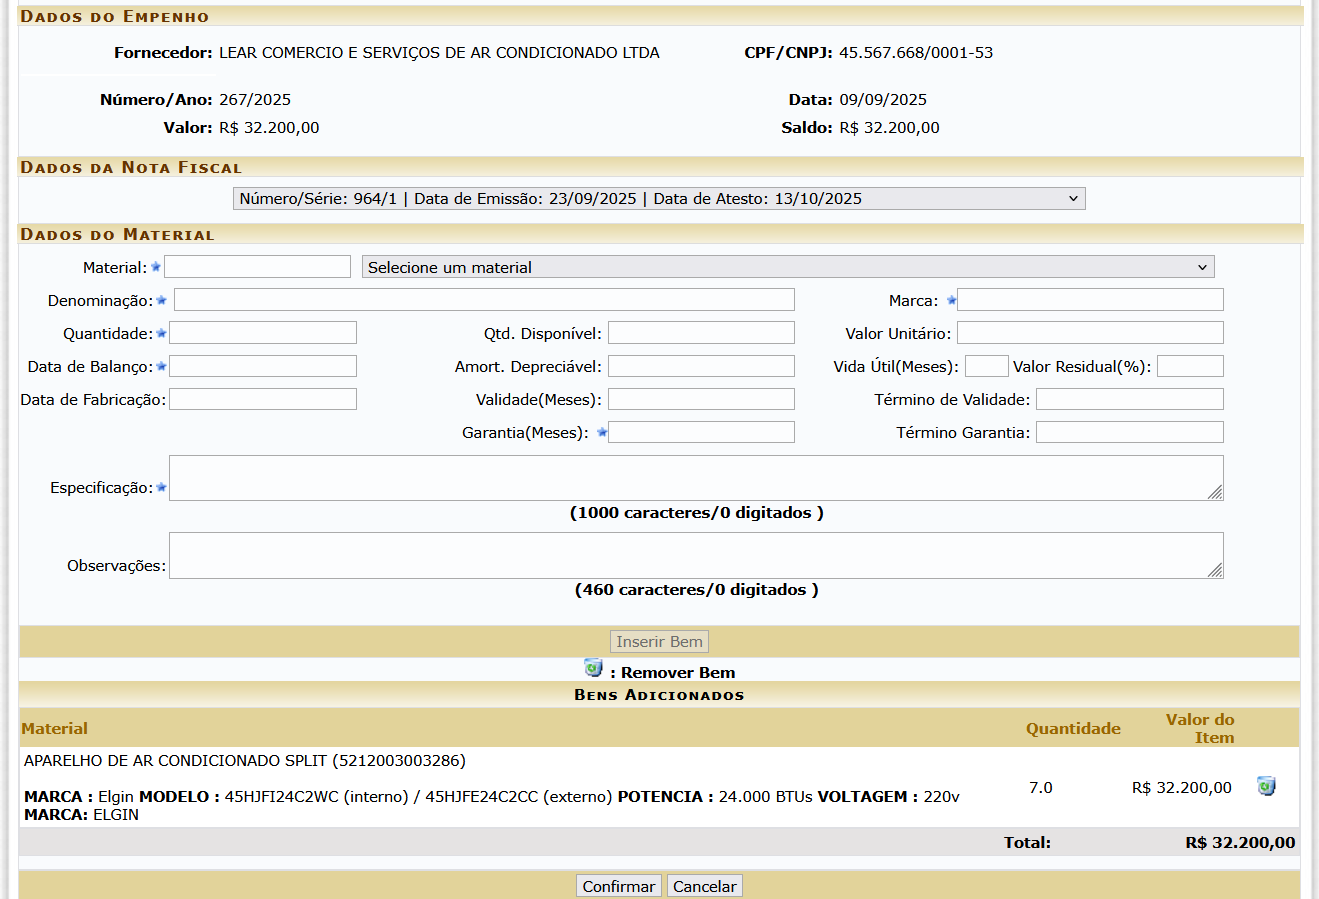 Dados do Empenho
Fornecedor: LEAR COMERCIO E SERVIÇOS DE AR CONDICIONADO LTDA CPF/CNPJ: 45.567.668/0001-53
Número/Ano: 267/2025 Data: 09/09/2025
Valor: R$ 32.200,00 Saldo: R$ 32.200,00
Dados da Nota Fiscal
Número/Série: 964/1 | Data de Emissão: 23/09/2025 | Data de Atesto: 13/10/2025
Dados do Material
Material: Selecione um material
Denominação: Marca:
Quantidade: Qtd. Disponível: Valor Unitário:
Data de Balanço: Amort. Depreciável: Vida Útil(Meses): Valor Residual(%):
Data de Fabricação: Validade(Meses): Término de Validade:
Garantia(Meses): Término Garantia:
Especificação:
(1000 caracteres/0 digitados )
Observações:
(460 caracteres/0 digitados )
Inserir Bem
: Remover Bem
Bens Adicionados
Material Quantidade Valor do Item
APARELHO DE AR CONDICIONADO SPLIT (5212003003286)
MARCA : Elgin MODELO : 45HJFI24C2WC (interno) / 45HJFE24C2CC (externo) POTENCIA : 24.000 BTUs VOLTAGEM : 220v
MARCA: ELGIN
7.0 R$ 32.200,00
Total: R$ 32.200,00
Confirmar Cancelar